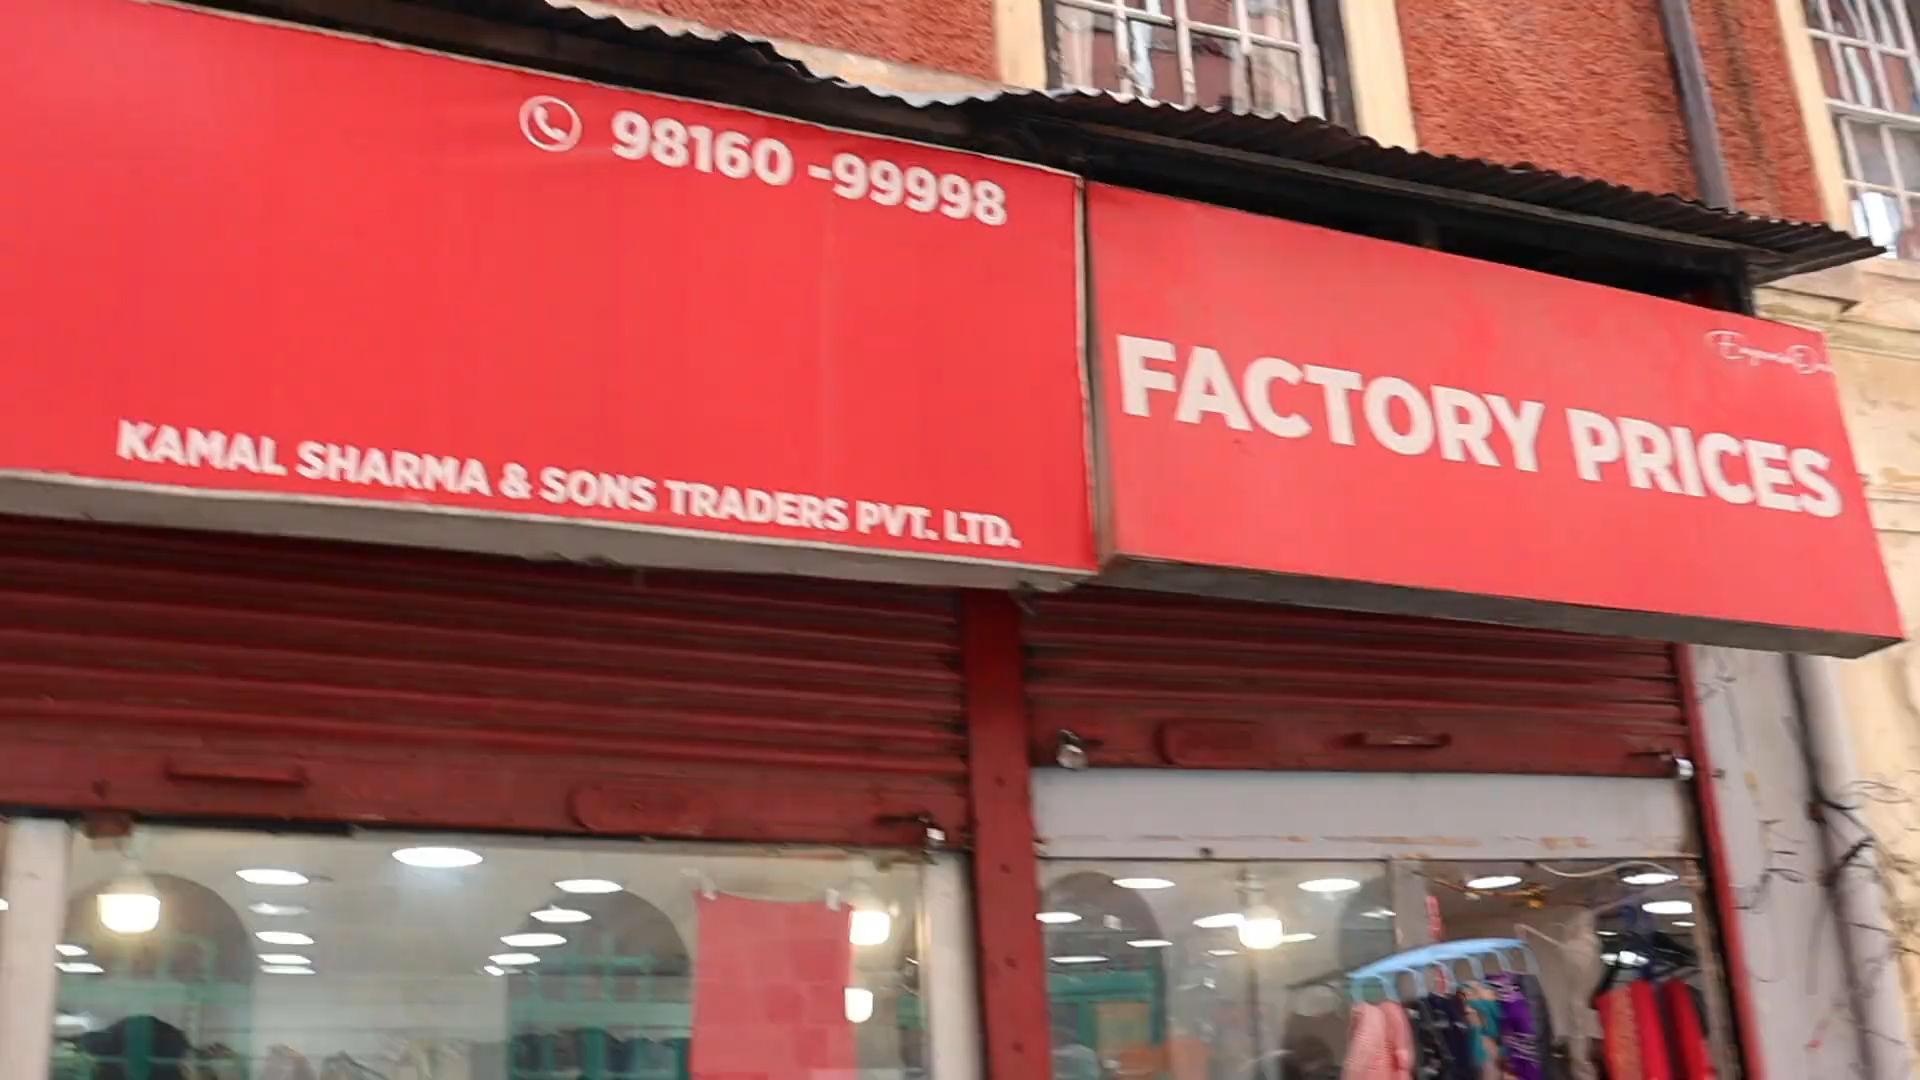 98160 -99998
KAMAL SHARMA & SONS TRADERS PVT. LTD.
FACTORY PRICES